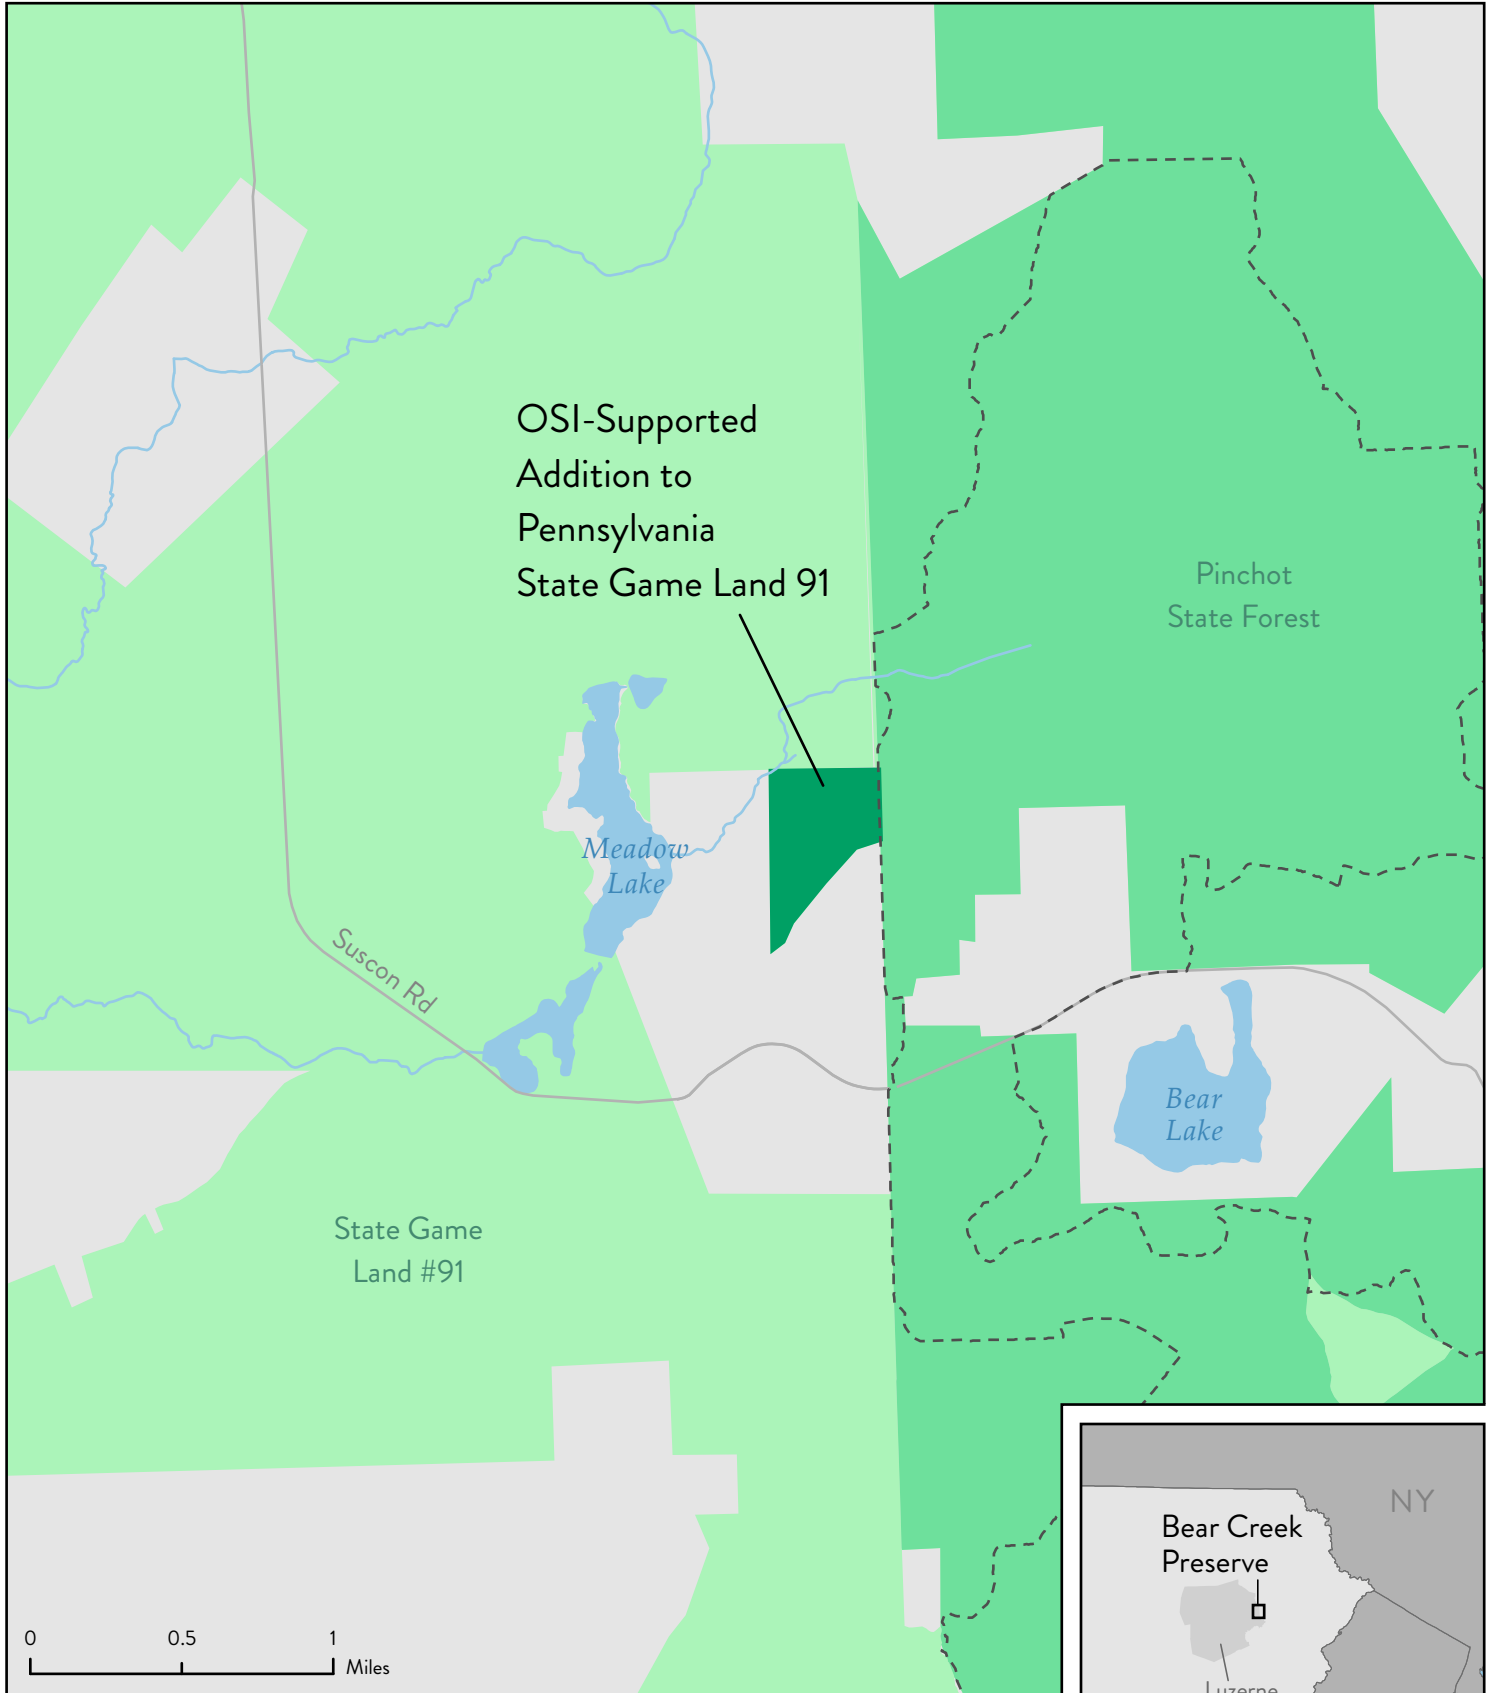 OSI-Supported
Addition to
Pennsylvania
State Game Land 91
Pinchot
State Forest
Meadow
Lake
Suscon Rd
Bear
Lake
State Game
Land #91
NY
Bear Creek
Preserve
Luzerne
0 0.5 1
Miles